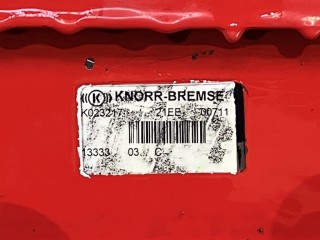 KNORR-BREMSE
K023217 Z1EE 00711
13333 03 C